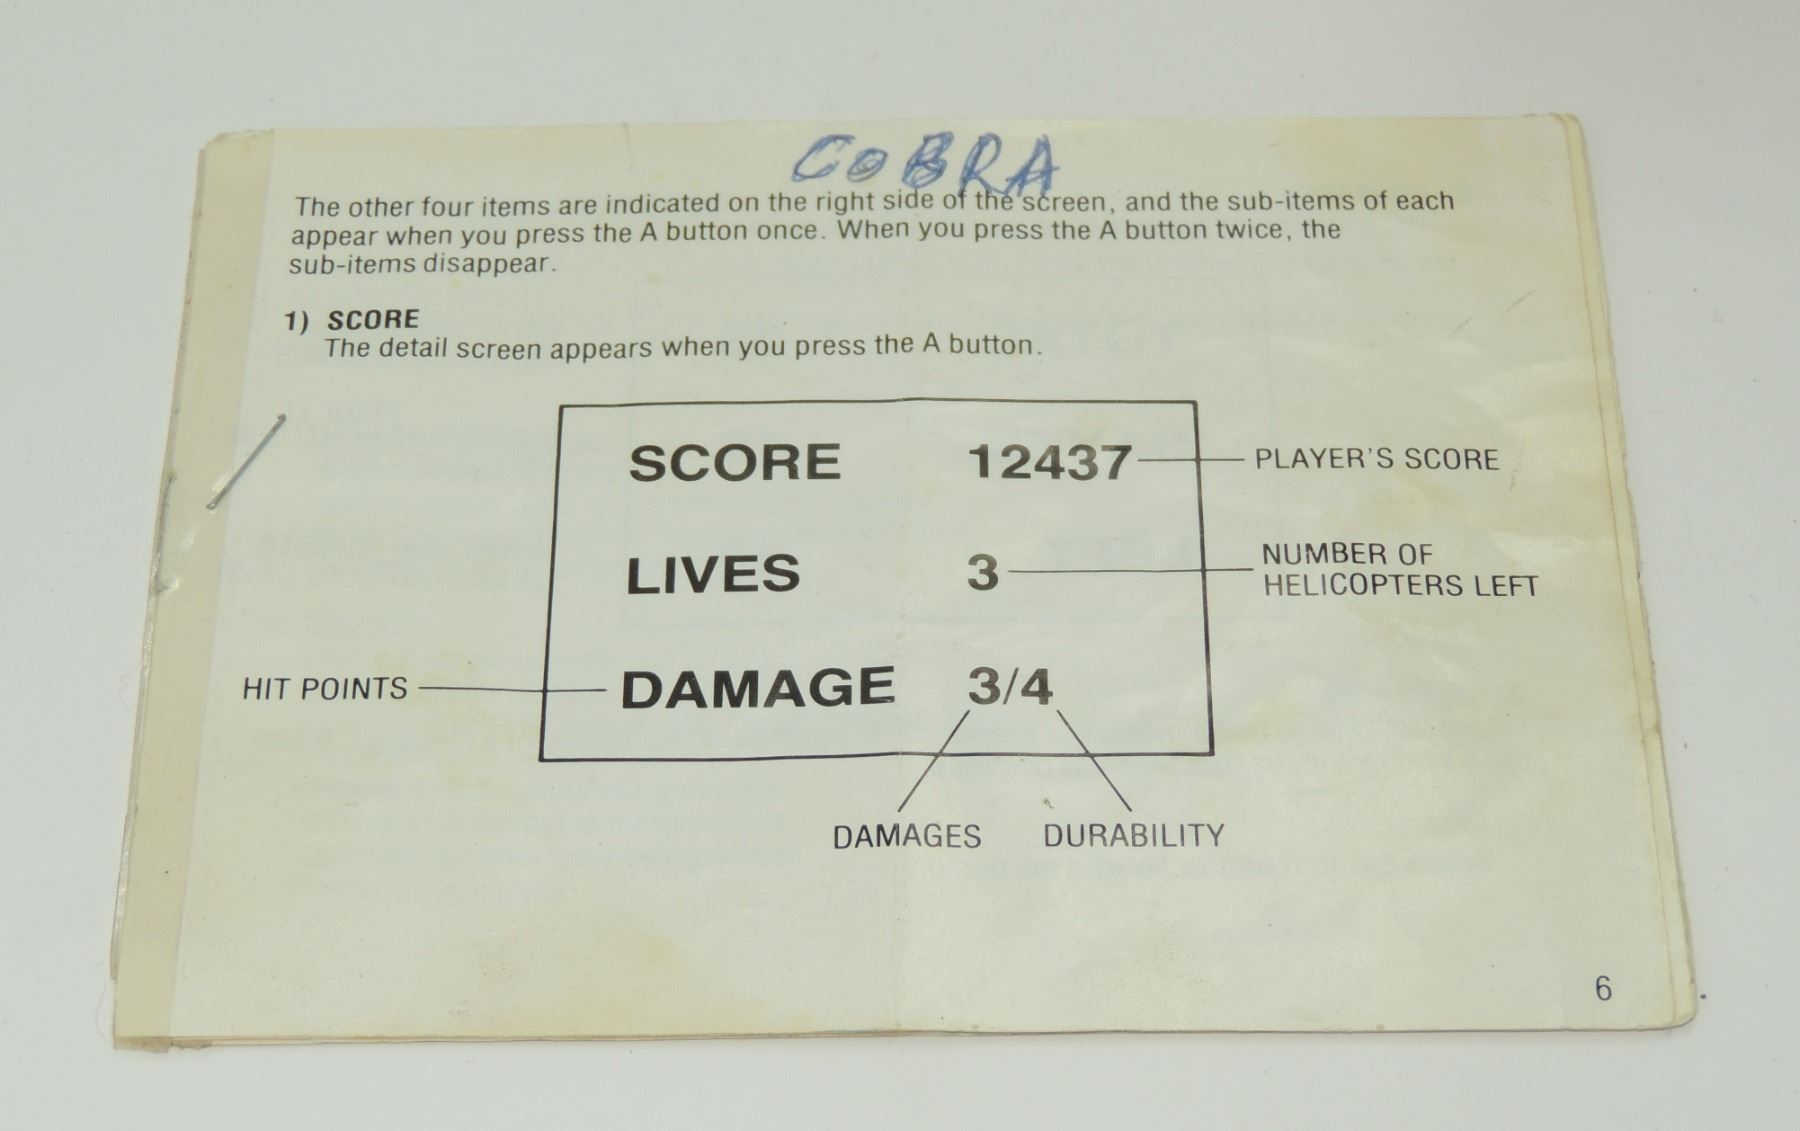 COBRA
The other four items are indicated on the right side of the screen, and the sub-items of each
appear when you press the A button once. When you press the A button twice, the
sub-items disappear.
1) SCORE
The detail screen appears when you press the A button.
SCORE 12437 PLAYER'S SCORE
LIVES 3 NUMBER OF
HELICOPTERS LEFT
HIT POINTS DAMAGE 3/4
DAMAGES DURABILITY
6